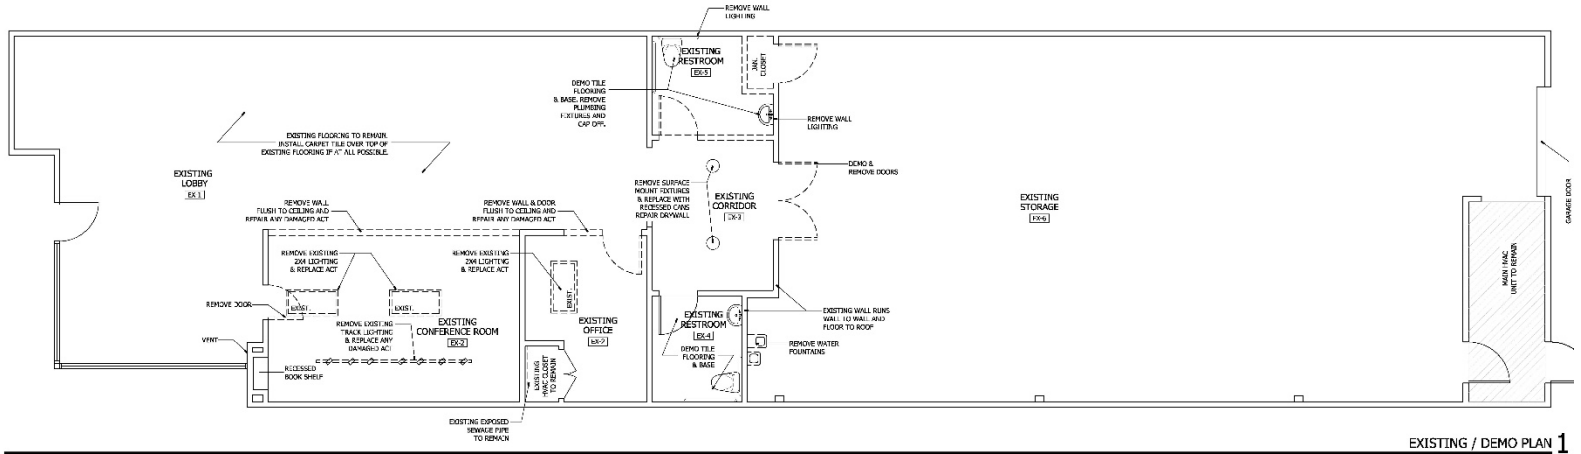 REMOVE WALL
LIGHTING
EXISTING
RESTROOM
EX-5
JAN.
CLOSET
DEMO TILE
FLOORING
& BASE. REMOVE
PLUMBING
FIXTURES AND
CAP OFF.
REMOVE WALL
LIGHTING
EXISTING FLOORING TO REMAIN.
INSTALL CARPET TILE OVER TOP OF
EXISTING FLOORING IF AT ALL POSSIBLE.
DEMO &
REMOVE DOORS
EXISTING
LOBBY
EX-1
REMOVE WALL
FLUSH TO CEILING AND
REPAIR ANY DAMAGED ACT
REMOVE WALL & DOOR
FLUSH TO CEILING AND
REPAIR ANY DAMAGED ACT
REMOVE SURFACE
MOUNT FIXTURES
& REPLACE WITH
RECESSED CANS
REPAIR DRYWALL
EXISTING
CORRIDOR
EX-3
EXISTING
STORAGE
EX-6
GARAGE DOOR
MAIN HVAC
UNIT TO REMAIN
REMOVE EXISTING
2X4 LIGHTING
& REPLACE ACT
REMOVE EXISTING
2X4 LIGHTING
& REPLACE ACT
EXIST.
EXIST.
EXIST.
REMOVE DOOR
EXISTING
CONFERENCE ROOM
EX-2
REMOVE EXISTING
TRACK LIGHTING
& REPLACE ANY
DAMAGED ACT
EXISTING
OFFICE
EX-7
EXISTING
RESTROOM
EX-4
EXISTING WALL RUNS
WALL TO WALL AND
FLOOR TO ROOF
VENT
REMOVE WATER
FOUNTAINS
DEMO TILE
FLOORING
& BASE
RECESSED
BOOK SHELF
EXISTING
HVAC CLOSET
TO REMAIN
EXISTING EXPOSED
SEWAGE PIPE
TO REMAIN
EXISTING / DEMO PLAN 1